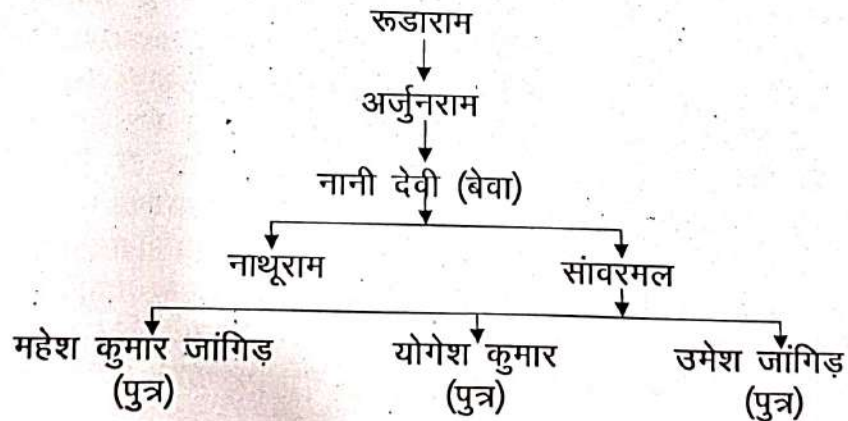 रूडाराम
अर्जुनराम
नानी देवी (बेवा)
नाथूराम सांवरमल
महेश कुमार जांगिड़ योगेश कुमार उमेश जांगिड़
(पुत्र) (पुत्र) (पुत्र)